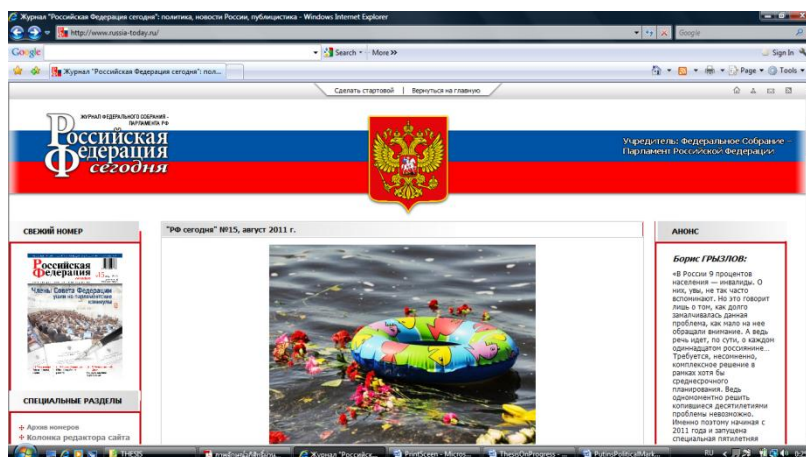 Журнал "Российская Федерация сегодня": политика, новости России, публицистика - Windows Internet Explorer
http://www.russia-today.ru/
Google
Google
Search
More »
Sign In
Журнал "Российская Федерация сегодня": пол...
Page
Tools
Сделать стартовой | Вернуться на главную
ЖУРНАЛ ФЕДЕРАЛЬНОГО СОБРАНИЯ -
ПАРЛАМЕНТА РФ
Российская
Федерация
сегодня
Учредитель: Федеральное Собрание –
Парламент Российской Федерации
СВЕЖИЙ НОМЕР
Российская
Федерация
Члены Совета Федерации
ушли на парламентские
каникулы
СПЕЦИАЛЬНЫЕ РАЗДЕЛЫ
Архив номеров
Колонка редактора сайта
"РФ сегодня" №15, август 2011 г.
АНОНС
Борис ГРЫЗЛОВ:
«В России 9 процентов
населения — инвалиды. О
них, увы, не так часто
вспоминают. Но это говорит
лишь о том, как долго
замалчивалась данная
проблема, как мало на нее
обращали внимание. А ведь
речь идет, по сути, о каждом
одиннадцатом россиянине...
Требуется, несомненно,
комплексное решение в
рамках хотя бы
среднесрочного
планирования. Ведь
одномоментно решить
копившиеся десятилетиями
проблемы невозможно.
Именно поэтому начиная с
2011 года и запущена
специальная пятилетняя
THESIS
Журнал "Российск...
PrintSceen - Micros...
ThesisOnProgress - ...
PutinsPoliticalMark...
RU